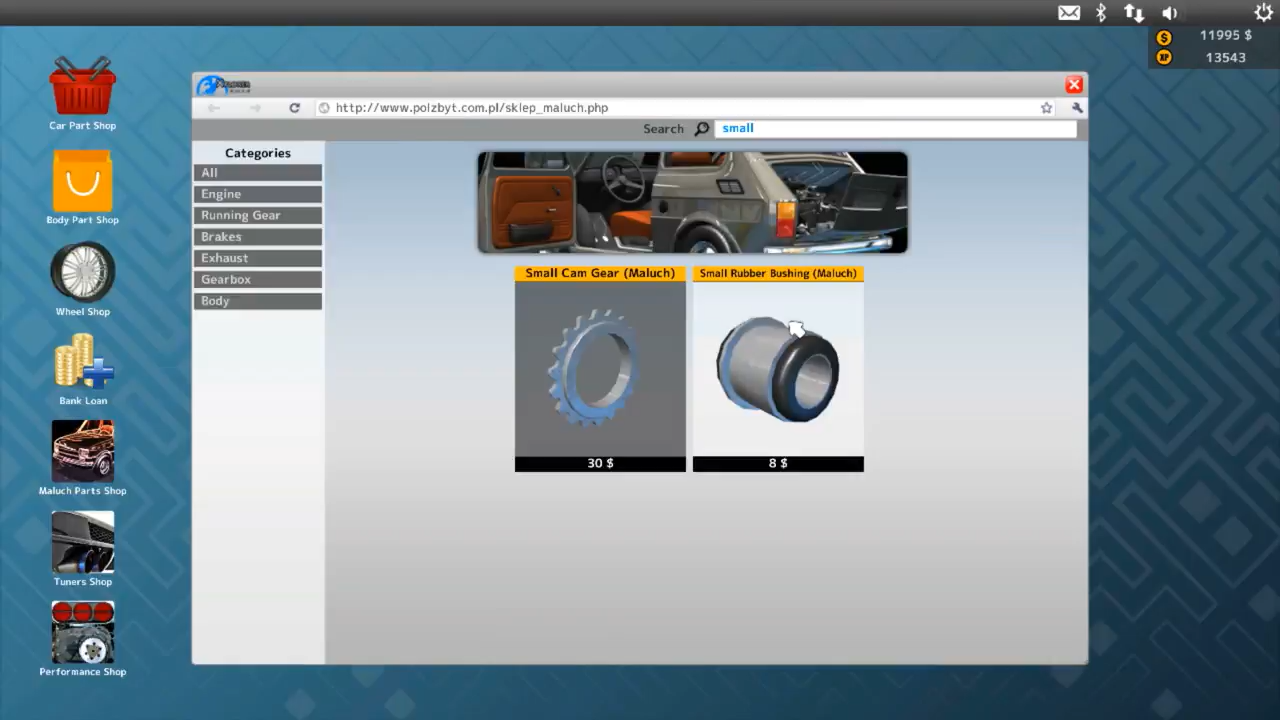 11995 $
13543
Car Part Shop
Body Part Shop
Wheel Shop
Bank Loan
Maluch Parts Shop
Tuners Shop
Performance Shop
http://www.polzbyt.com.pl/sklep_maluch.php
Search
small
Categories
All
Engine
Running Gear
Brakes
Exhaust
Gearbox
Body
Small Cam Gear (Maluch)
30 $
Small Rubber Bushing (Maluch)
8 $